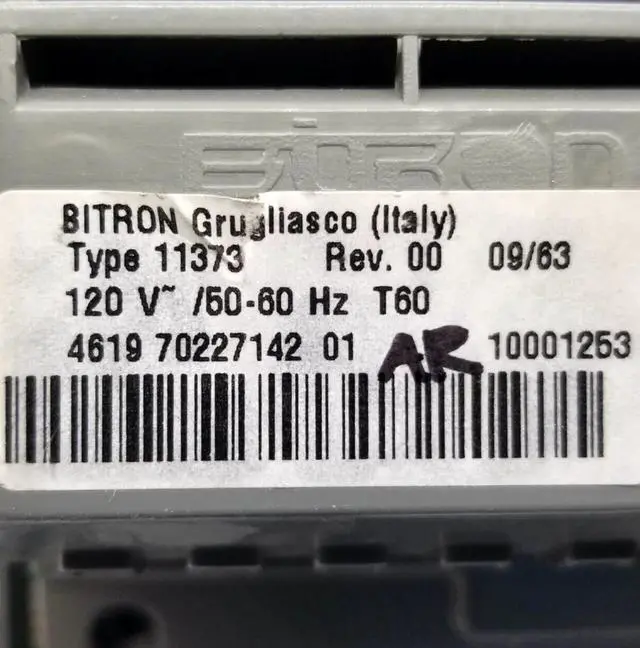 BITRON
BITRON Grugliasco (Italy)
Type 11373 Rev. 00 09/63
120 V~ /50-60 Hz T60
4619 70227142 01 AR 10001253